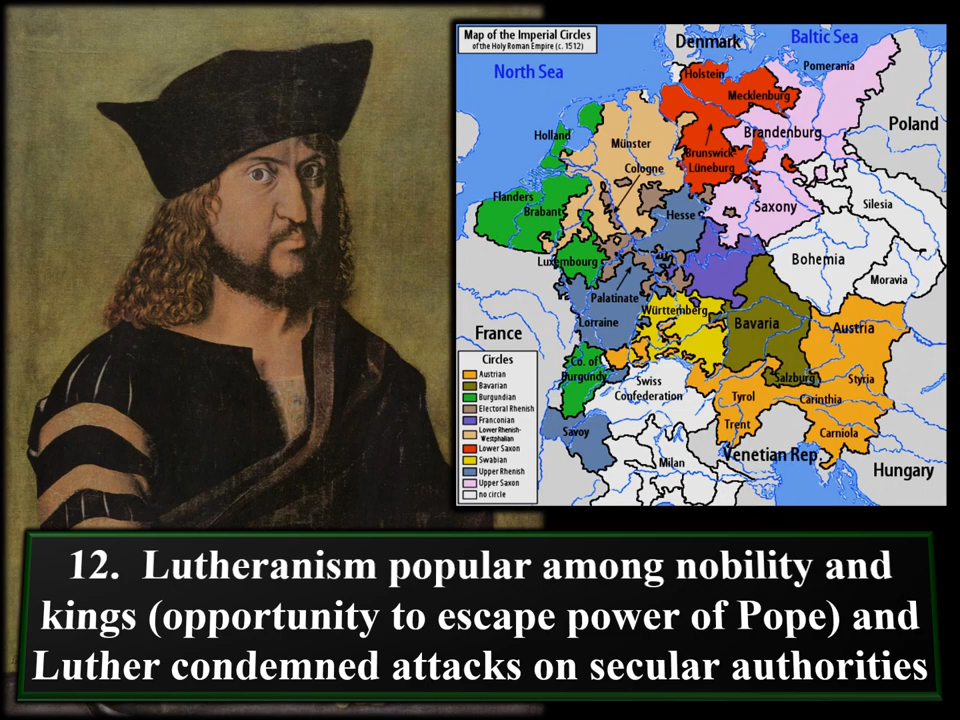 Map of the Imperial Circles
of the Holy Roman Empire (c. 1512)
Denmark
Baltic Sea
North Sea
Holstein
Pomerania
Mecklenburg
Poland
Brandenburg
Holland
Münster
Brunswick-
Lüneburg
Cologne
Flanders
Brabant
Hesse
Saxony
Silesia
Luxembourg
Bohemia
Moravia
Palatinate
Württemberg
Lorraine
Bavaria
Austria
France
Co. of
Burgundy
Swiss
Confederation
Salzburg
Styria
Tyrol
Carinthia
Trent
Carniola
Savoy
Milan
Venetian Rep.
Hungary
Circles
Austrian
Bavarian
Burgundian
Electoral Rhenish
Franconian
Lower Rhenish-
Westphalian
Lower Saxon
Swabian
Upper Rhenish
Upper Saxon
no circle
12. Lutheranism popular among nobility and
kings (opportunity to escape power of Pope) and
Luther condemned attacks on secular authorities